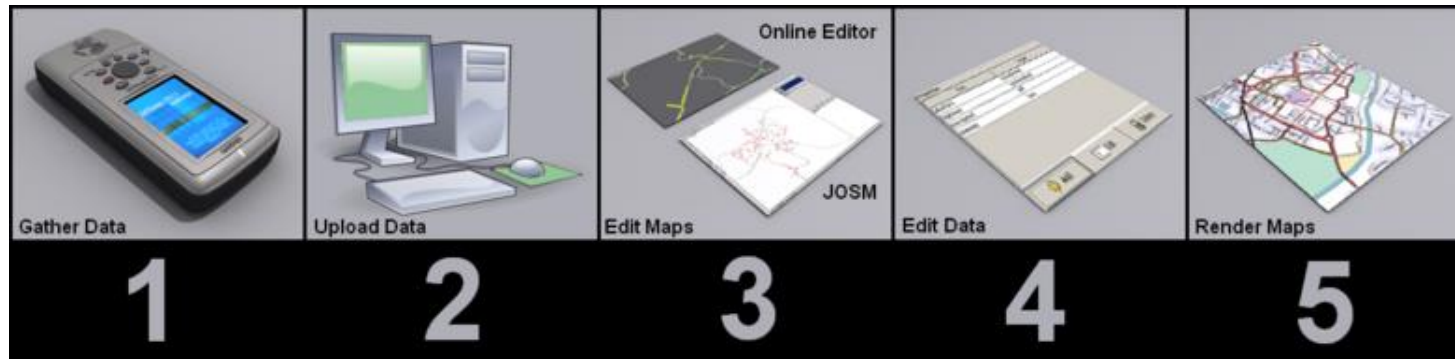 Online Editor
JOSM
Gather Data
Upload Data
Edit Maps
Edit Data
Render Maps
1
2
3
4
5